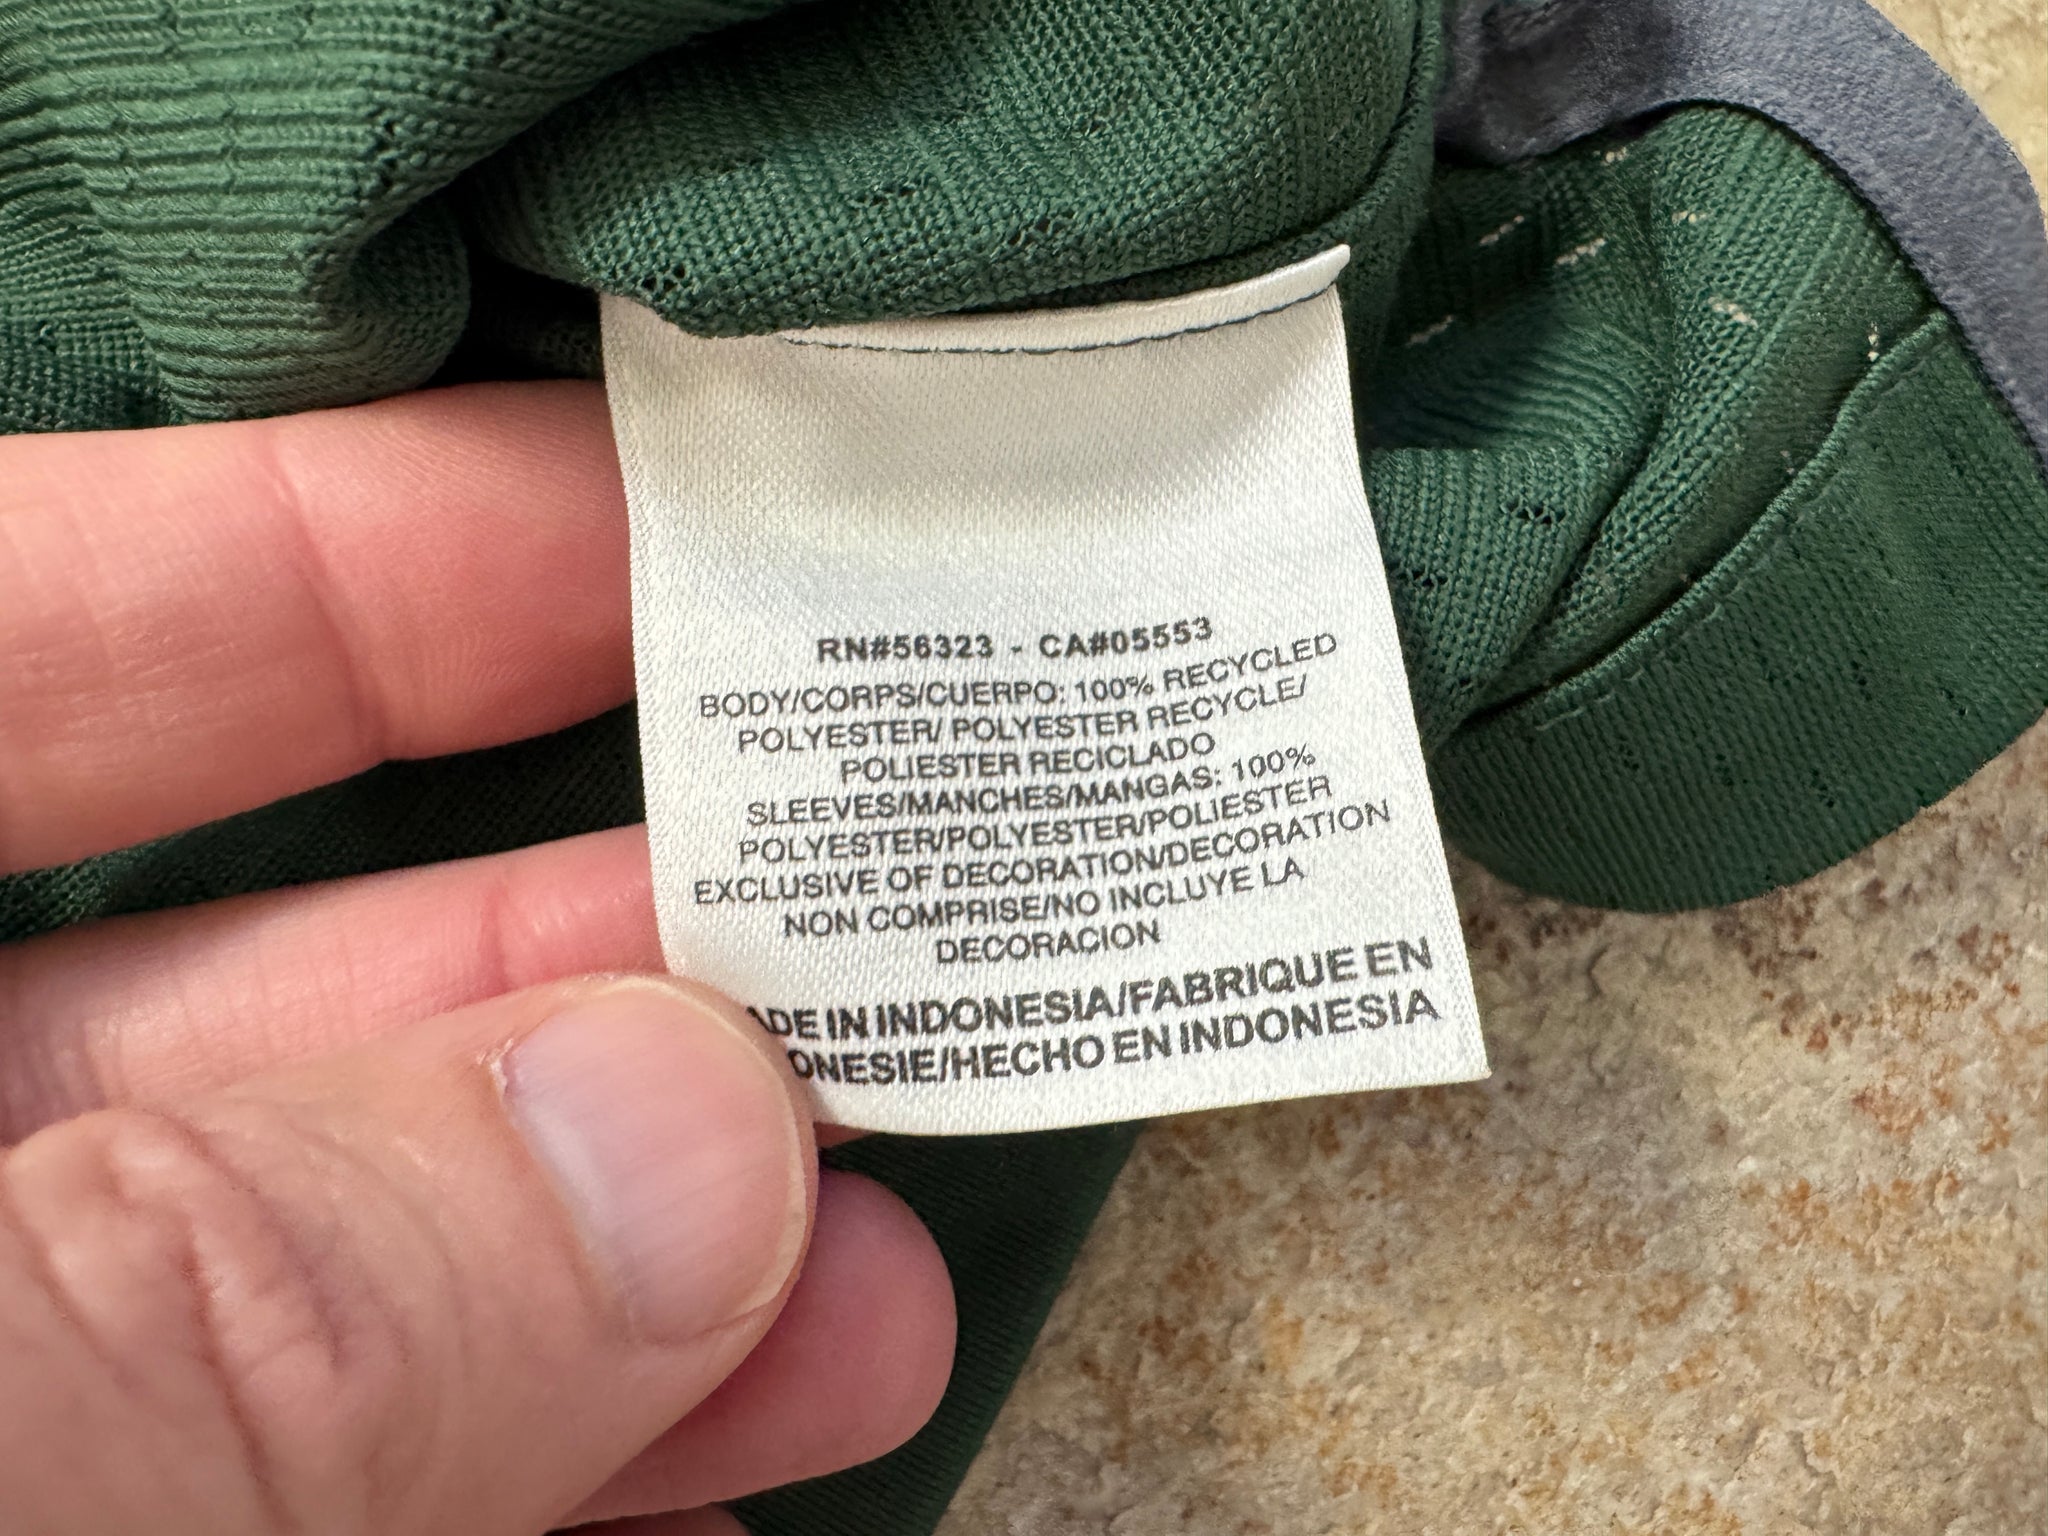 RN#56323 - CA#05553
BODY/CORPS/CUERPO: 100% RECYCLED
POLYESTER/ POLYESTER RECYCLE/
POLIESTER RECICLADO
SLEEVES/MANCHES/MANGAS: 100%
POLYESTER/POLYESTER/POLIESTER
EXCLUSIVE OF DECORATION/DECORATION
NON COMPRISE/NO INCLUYE LA
DECORACION
ADE IN INDONESIA/FABRIQUE EN
ONESIE/HECHO EN INDONESIA